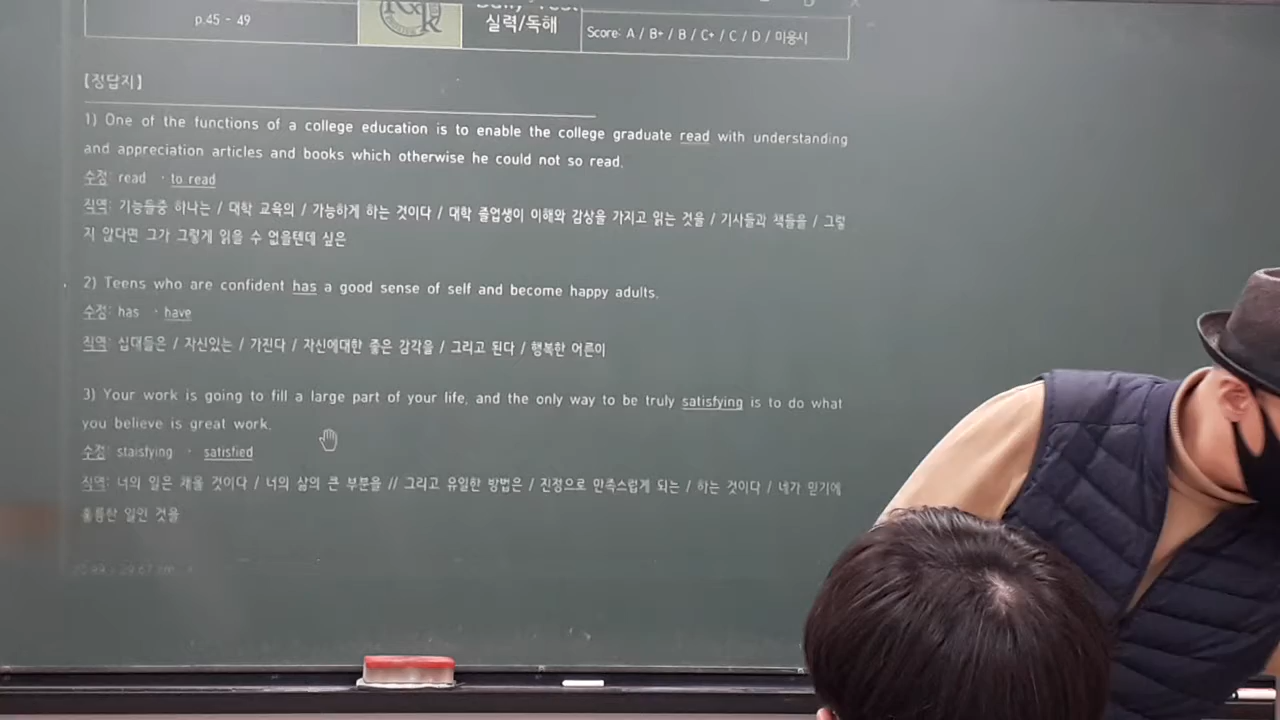 p.45 - 49
실력/독해
Score: A / B+ / B / C+ / C / D / 미응시
【정답지】
1) One of the functions of a college education is to enable the college graduate read with understanding
and appreciation articles and books which otherwise he could not so read.
수정: read · to read
직역: 기능들중 하나는 / 대학 교육의 / 가능하게 하는 것이다 / 대학 졸업생이 이해와 감상을 가지고 읽는 것을 / 기사들과 책들을 / 그렇
지 않다면 그가 그렇게 읽을 수 없을텐데 싶은
2) Teens who are confident has a good sense of self and become happy adults.
수정: has · have
직역: 십대들은 / 자신있는 / 가진다 / 자신에대한 좋은 감각을 / 그리고 된다 / 행복한 어른이
3) Your work is going to fill a large part of your life, and the only way to be truly satisfying is to do what
you believe is great work.
수정: staisfying · satisfied
직역: 너의 일은 채울 것이다 / 너의 삶의 큰 부분을 // 그리고 유일한 방법은 / 진정으로 만족스럽게 되는 / 하는 것이다 / 네가 믿기에
훌륭한 일인 것을